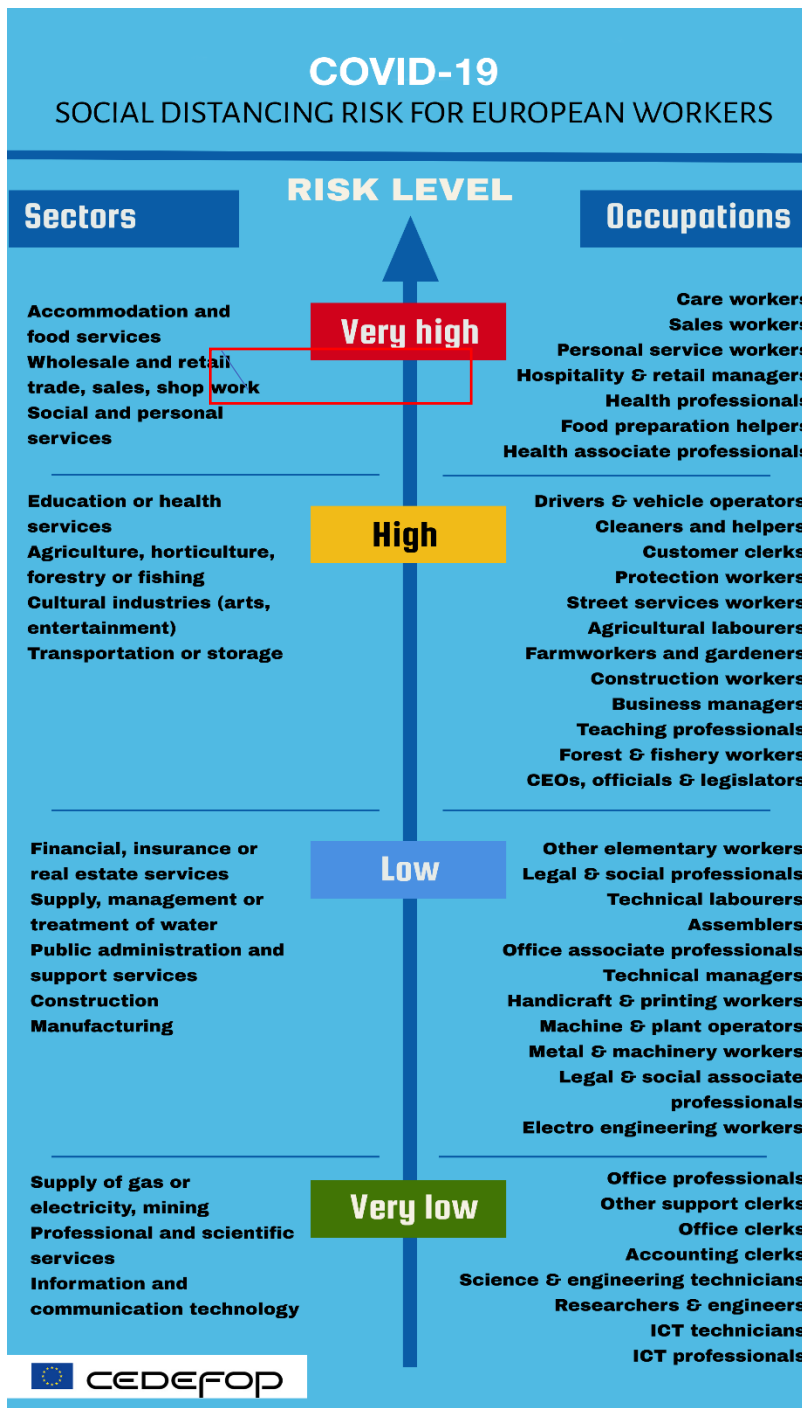 COVID-19
SOCIAL DISTANCING RISK FOR EUROPEAN WORKERS
RISK LEVEL
Sectors
Occupations
Very high
Accommodation and
food services
Wholesale and retail
trade, sales, shop work
Social and personal
services
Care workers
Sales workers
Personal service workers
Hospitality & retail managers
Health professionals
Food preparation helpers
Health associate professionals
High
Education or health
services
Agriculture, horticulture,
forestry or fishing
Cultural industries (arts,
entertainment)
Transportation or storage
Drivers & vehicle operators
Cleaners and helpers
Customer clerks
Protection workers
Street services workers
Agricultural labourers
Farmworkers and gardeners
Construction workers
Business managers
Teaching professionals
Forest & fishery workers
CEOs, officials & legislators
Low
Financial, insurance or
real estate services
Supply, management or
treatment of water
Public administration and
support services
Construction
Manufacturing
Other elementary workers
Legal & social professionals
Technical labourers
Assemblers
Office associate professionals
Technical managers
Handicraft & printing workers
Machine & plant operators
Metal & machinery workers
Legal & social associate
professionals
Electro engineering workers
Very low
Supply of gas or
electricity, mining
Professional and scientific
services
Information and
communication technology
Office professionals
Other support clerks
Office clerks
Accounting clerks
Science & engineering technicians
Researchers & engineers
ICT technicians
ICT professionals
CEDEFOP